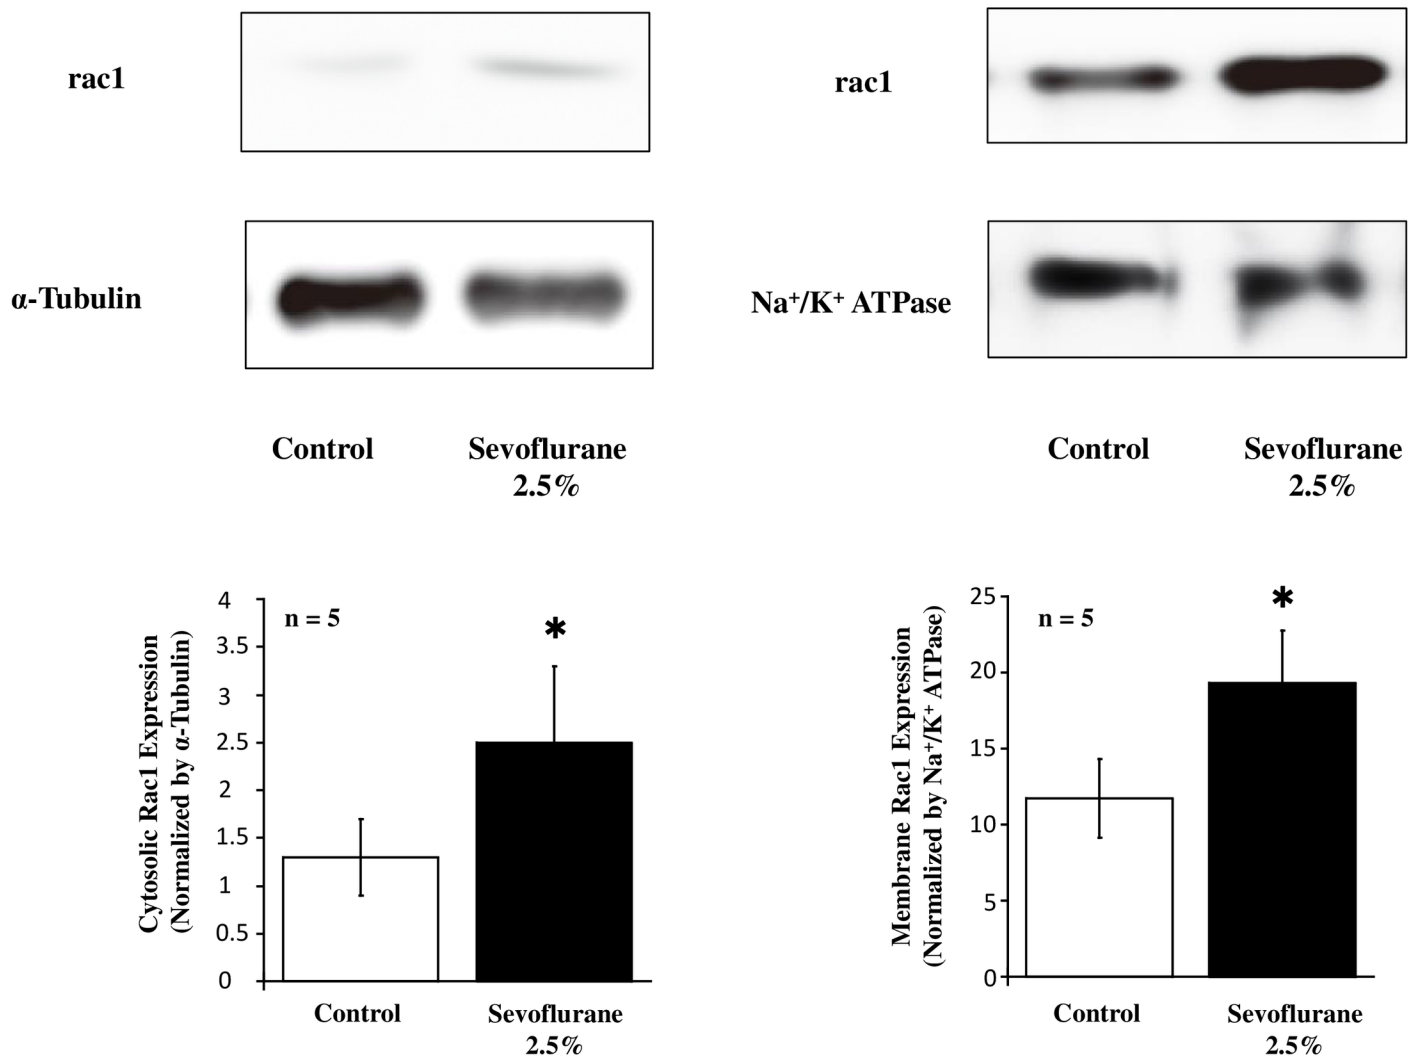 rac1
α-Tubulin
Control
Sevoflurane
2.5%
rac1
Na⁺/K⁺ ATPase
Control
Sevoflurane
2.5%
Cytosolic Rac1 Expression
(Normalized by α-Tubulin)
4
3.5
3
2.5
2
1.5
1
0.5
0
n = 5
*
Control
Sevoflurane
2.5%
Membrane Rac1 Expression
(Normalized by Na⁺/K⁺ ATPase)
25
20
15
10
5
0
n = 5
*
Control
Sevoflurane
2.5%